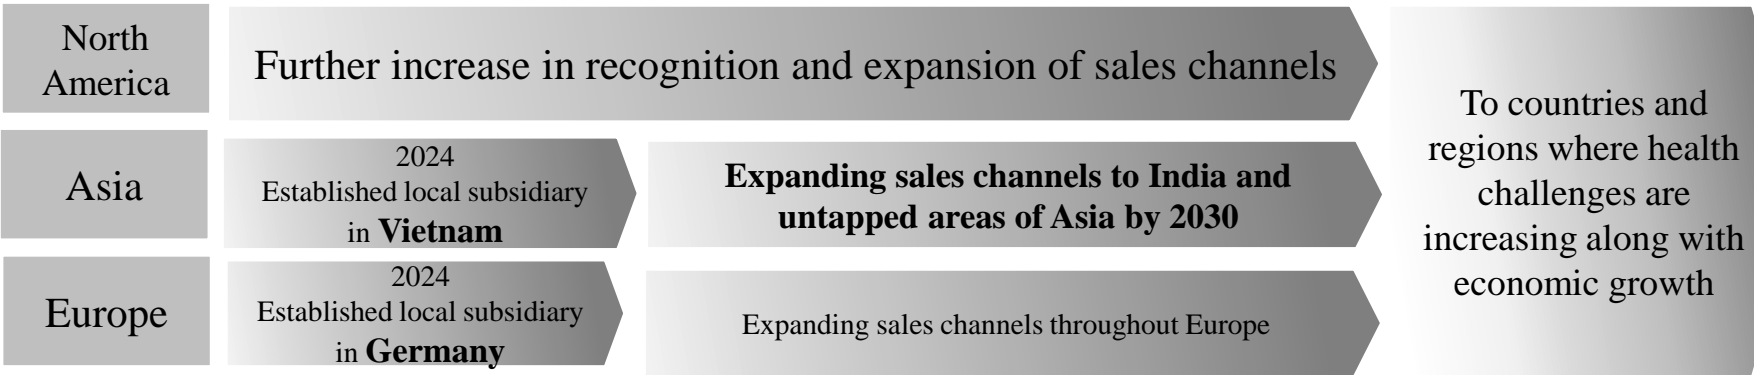 North
America
Further increase in recognition and expansion of sales channels
Asia
2024
Established local subsidiary
in Vietnam
Expanding sales channels to India and
untapped areas of Asia by 2030
Europe
2024
Established local subsidiary
in Germany
Expanding sales channels throughout Europe
To countries and
regions where health
challenges are
increasing along with
economic growth